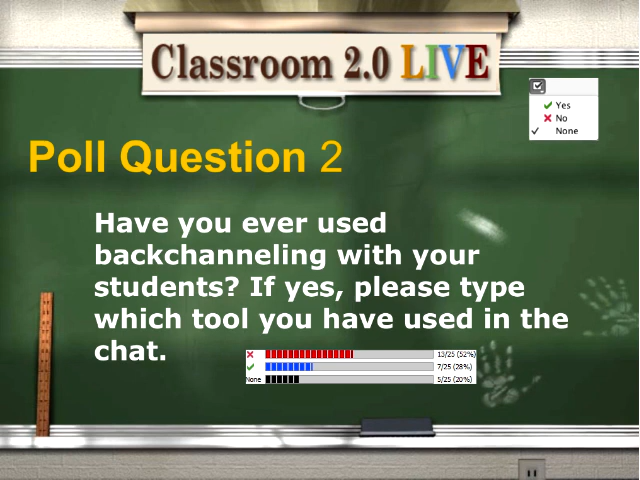 Classroom 2.0 LIVE
Yes
No
None
Poll Question 2
Have you ever used
backchanneling with your
students? If yes, please type
which tool you have used in the
chat.
13/25 (52%)
7/25 (28%)
None 5/25 (20%)